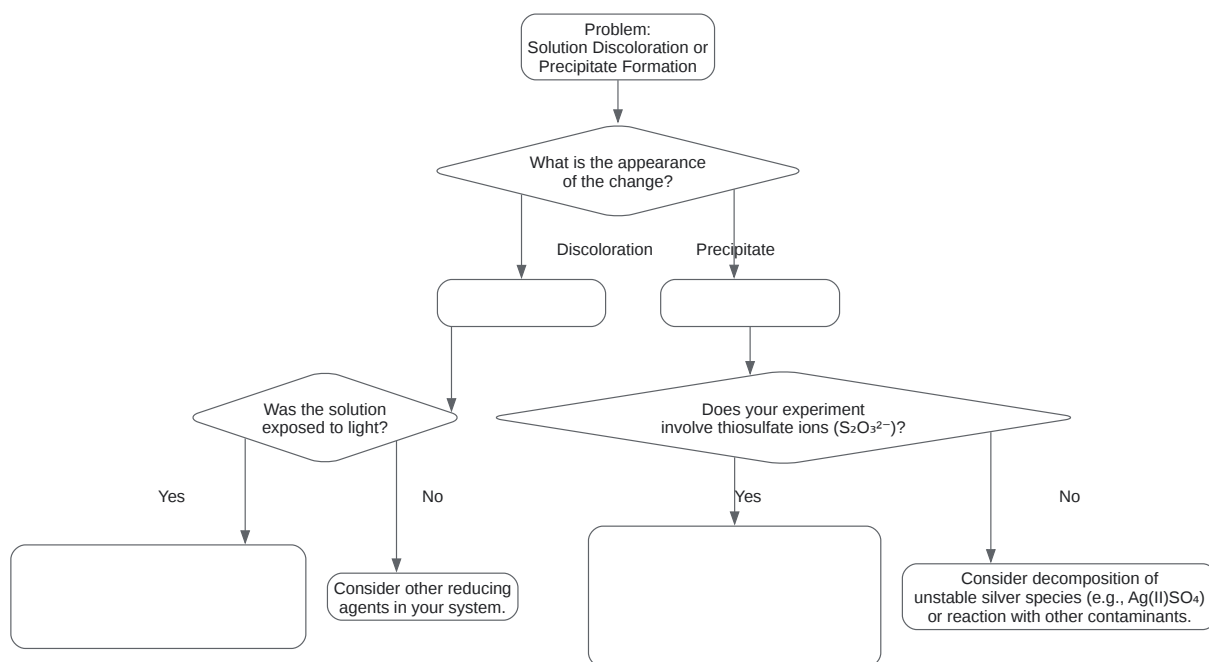 Problem:
Solution Discoloration or
Precipitate Formation
What is the appearance
of the change?
Discoloration
Precipitate
Was the solution
exposed to light?
Does your experiment
involve thiosulfate ions (S₂O₃²⁻)?
Yes
No
Yes
No
Consider other reducing
agents in your system.
Consider decomposition of
unstable silver species (e.g., Ag(II)SO₄)
or reaction with other contaminants.